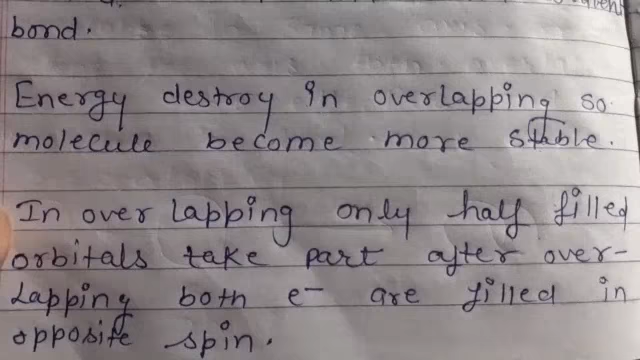 bond.
Energy destroy in overlapping so
molecule become more stable.
In over lapping only half filled
orbitals take part after over-
lapping both e⁻ are filled in
opposite spin.